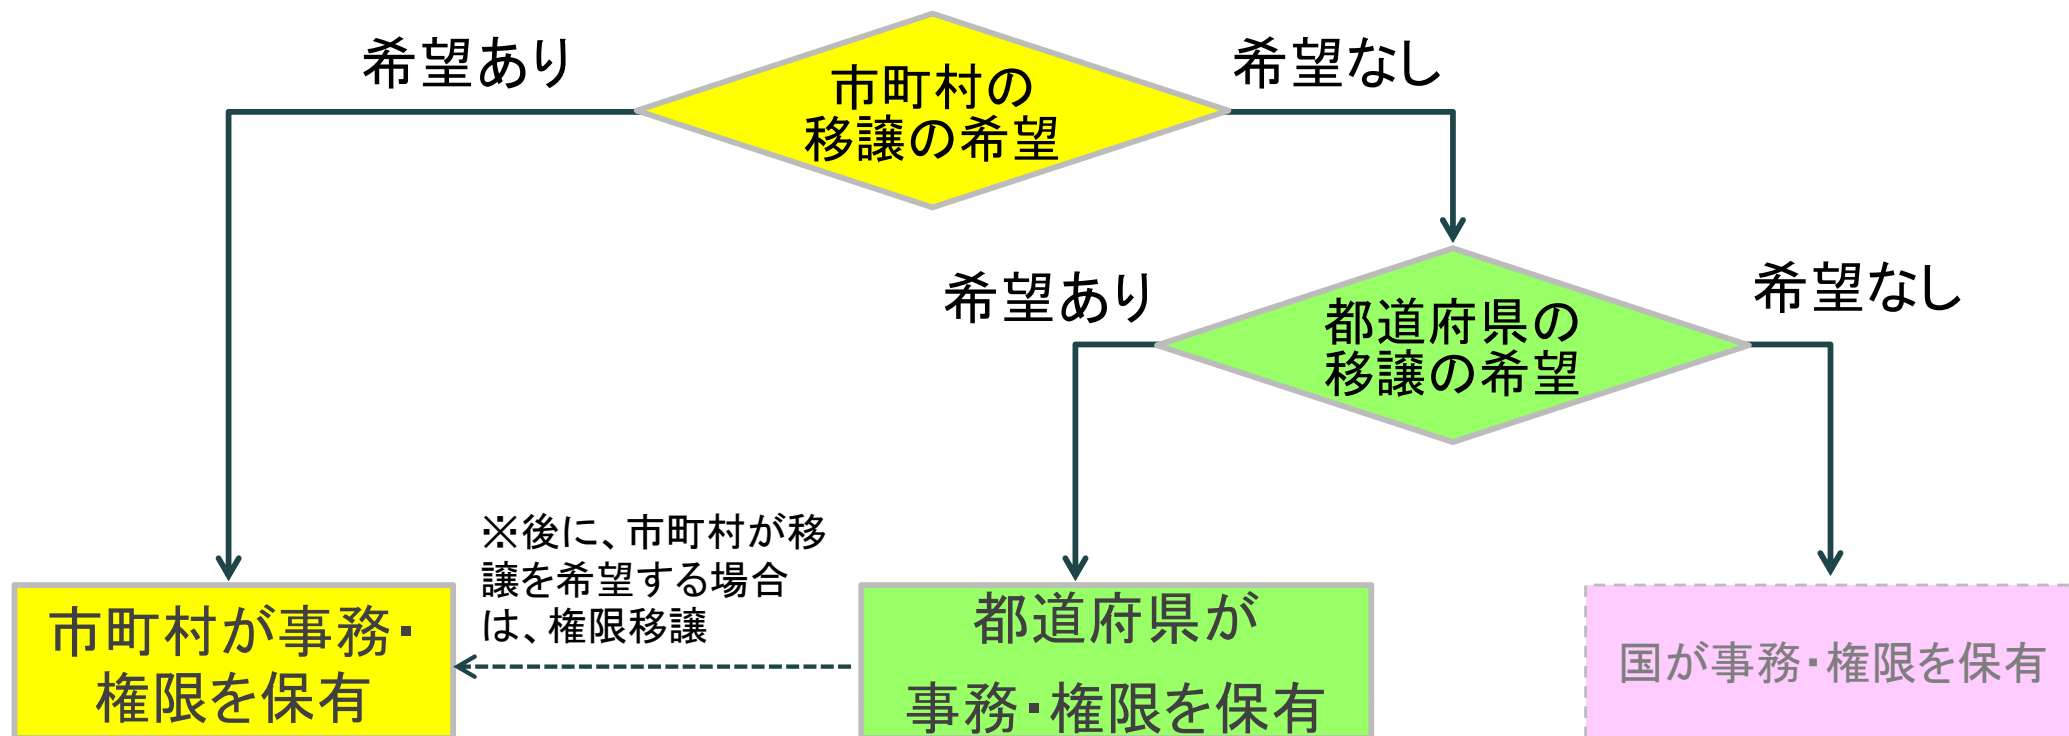 希望あり
市町村の
移譲の希望
希望なし
希望あり
都道府県の
移譲の希望
希望なし
※後に、市町村が移
譲を希望する場合
は、権限移譲
市町村が事務・
権限を保有
都道府県が
事務・権限を保有
国が事務・権限を保有